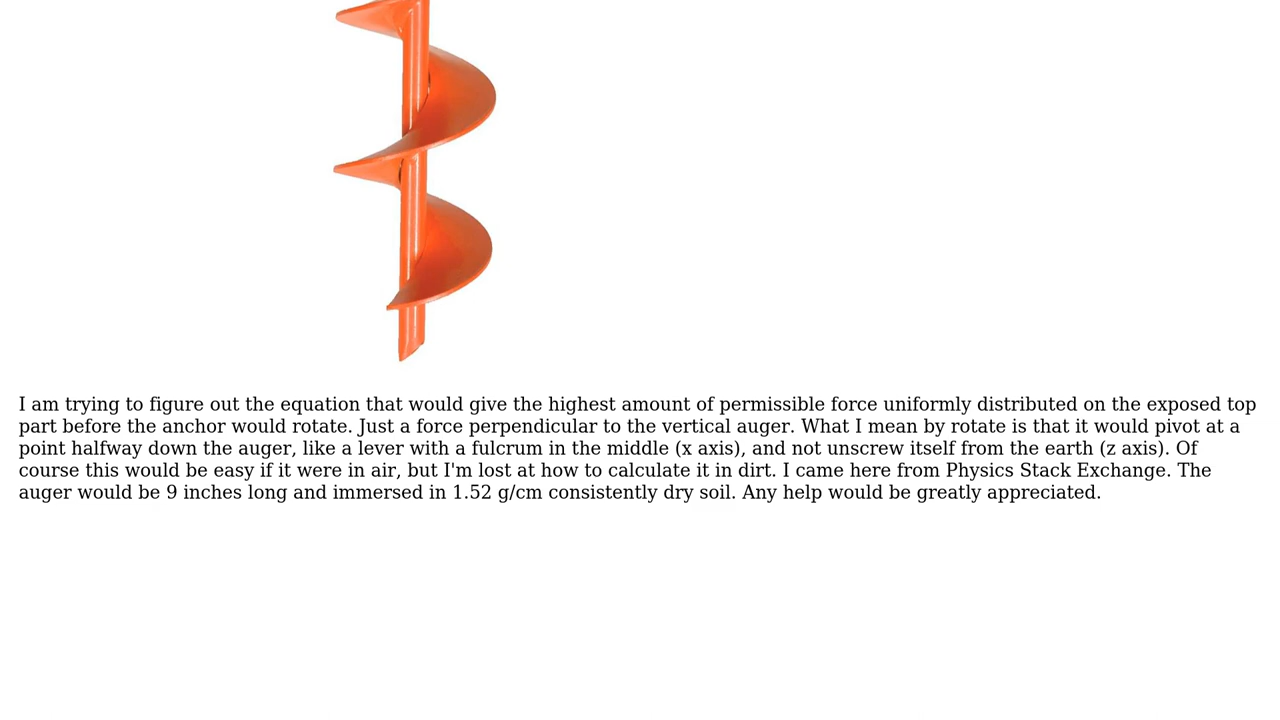 I am trying to figure out the equation that would give the highest amount of permissible force uniformly distributed on the exposed top
part before the anchor would rotate. Just a force perpendicular to the vertical auger. What I mean by rotate is that it would pivot at a
point halfway down the auger, like a lever with a fulcrum in the middle (x axis), and not unscrew itself from the earth (z axis). Of
course this would be easy if it were in air, but I'm lost at how to calculate it in dirt. I came here from Physics Stack Exchange. The
auger would be 9 inches long and immersed in 1.52 g/cm consistently dry soil. Any help would be greatly appreciated.